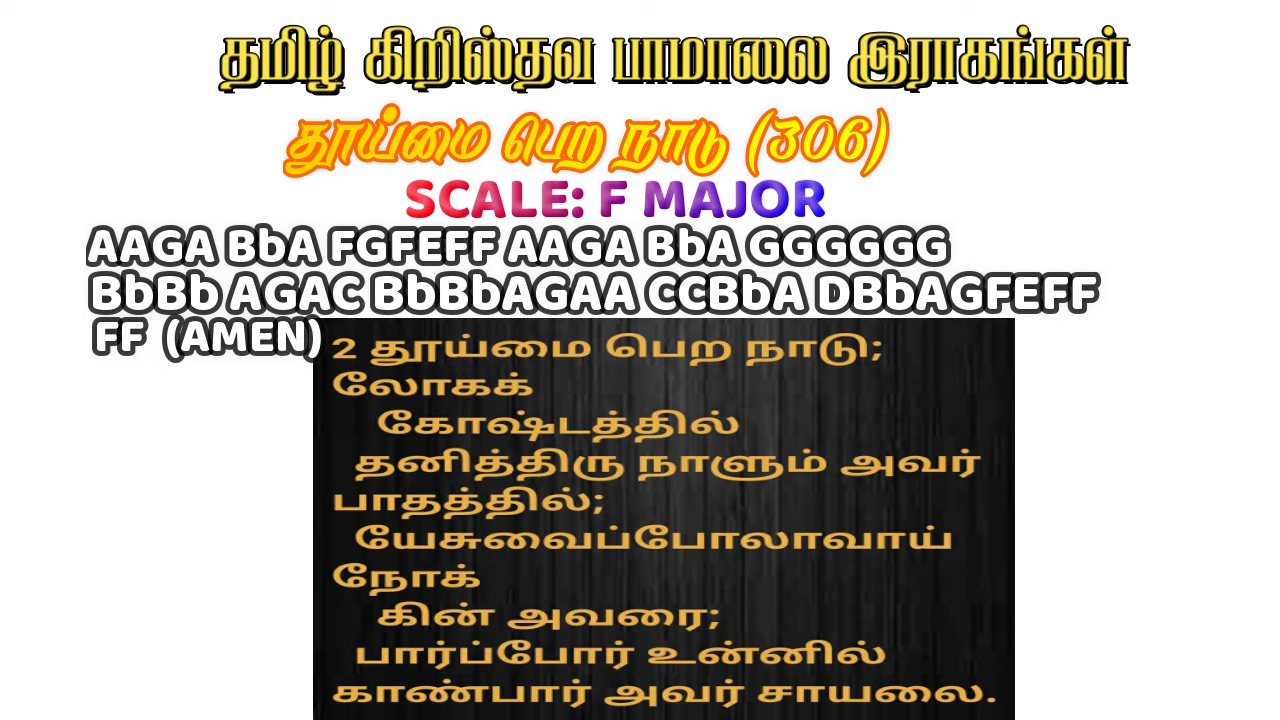 தமிழ் கிறிஸ்தவ பாமாலை இராகங்கள்
தூய்மை பெற நாடு (306)
SCALE: F MAJOR
AAGA BbA FGFEFF AAGA BbA GGGGGG
BbBb AGAC BbBbAGAA CCBbA DBbAGFEFF
FF (AMEN)
2 தூய்மை பெற நாடு;
லோகக்
கோஷ்டத்தில்
தனித்திரு நாளும் அவர்
பாதத்தில்;
யேசுவைப்போலாவாய்
நோக்
கின் அவரை;
பார்ப்போர் உன்னில்
காண்பார் அவர் சாயலை.